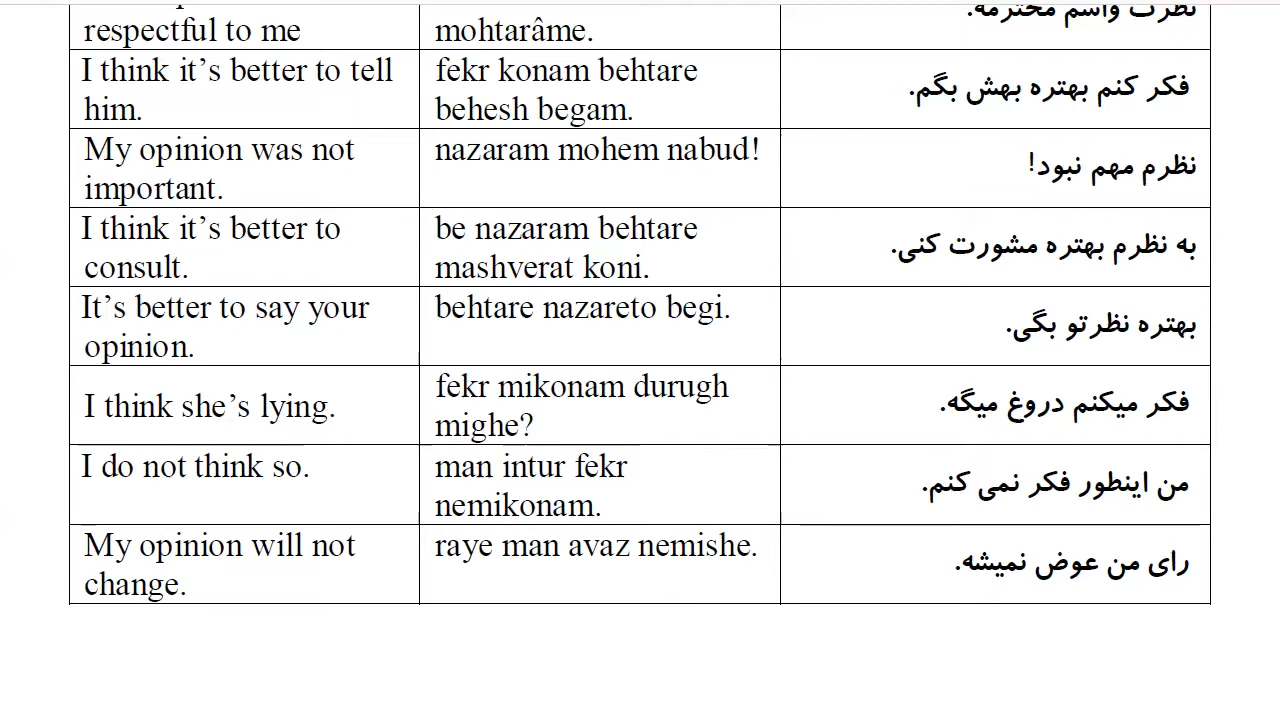 respectful to me
mohtarâme.
نظرت واسم محترمه.
I think it’s better to tell
him.
fekr konam behtare
behesh begam.
فکر کنم بهتره بهش بگم.
My opinion was not
important.
nazaram mohem nabud!
نظرم مهم نبود!
I think it’s better to
consult.
be nazaram behtare
mashverat koni.
به نظرم بهتره مشورت کنی.
It’s better to say your
opinion.
behtare nazareto begi.
بهتره نظرتو بگی.
I think she’s lying.
fekr mikonam durugh
mighe?
فکر میکنم دروغ میگه.
I do not think so.
man intur fekr
nemikonam.
من اینطور فکر نمی کنم.
My opinion will not
change.
raye man avaz nemishe.
رای من عوض نمیشه.